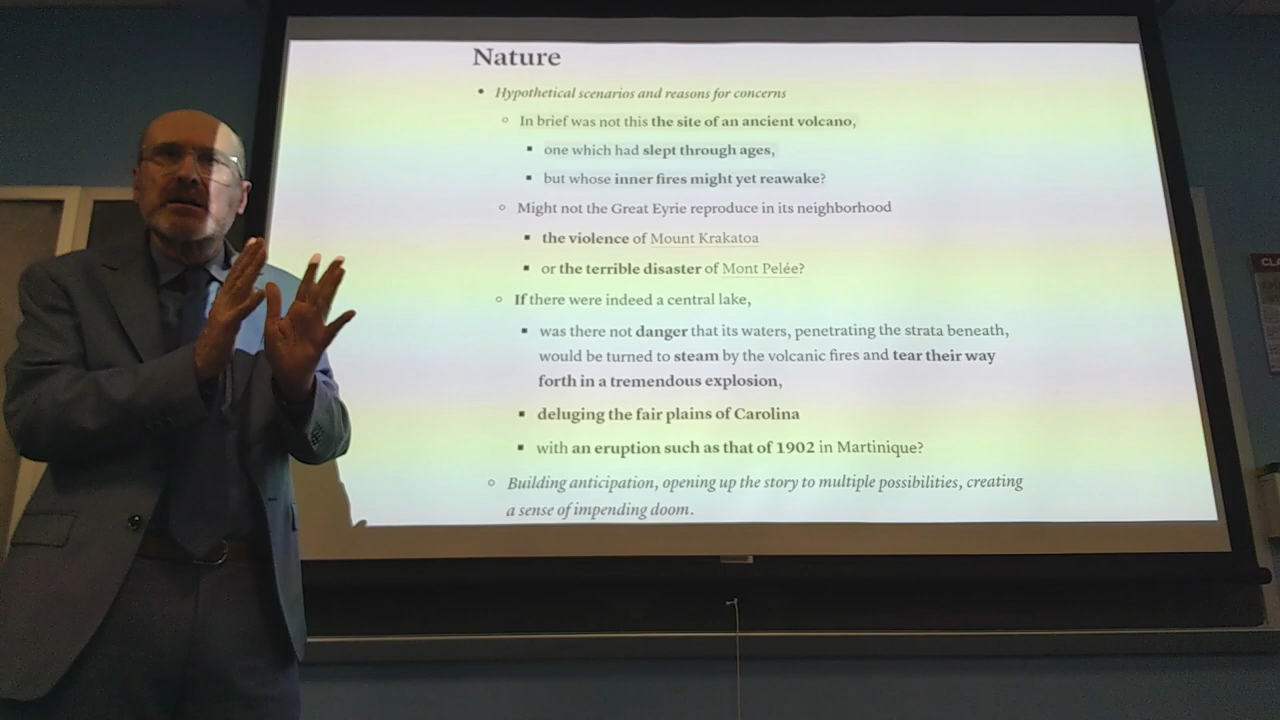 Nature
• Hypothetical scenarios and reasons for concerns
◦ In brief was not this the site of an ancient volcano,
▪ one which had slept through ages,
▪ but whose inner fires might yet reawake?
◦ Might not the Great Eyrie reproduce in its neighborhood
▪ the violence of Mount Krakatoa
▪ or the terrible disaster of Mont Pelée?
◦ If there were indeed a central lake,
▪ was there not danger that its waters, penetrating the strata beneath,
would be turned to steam by the volcanic fires and tear their way
forth in a tremendous explosion,
▪ deluging the fair plains of Carolina
▪ with an eruption such as that of 1902 in Martinique?
◦ Building anticipation, opening up the story to multiple possibilities, creating
a sense of impending doom.